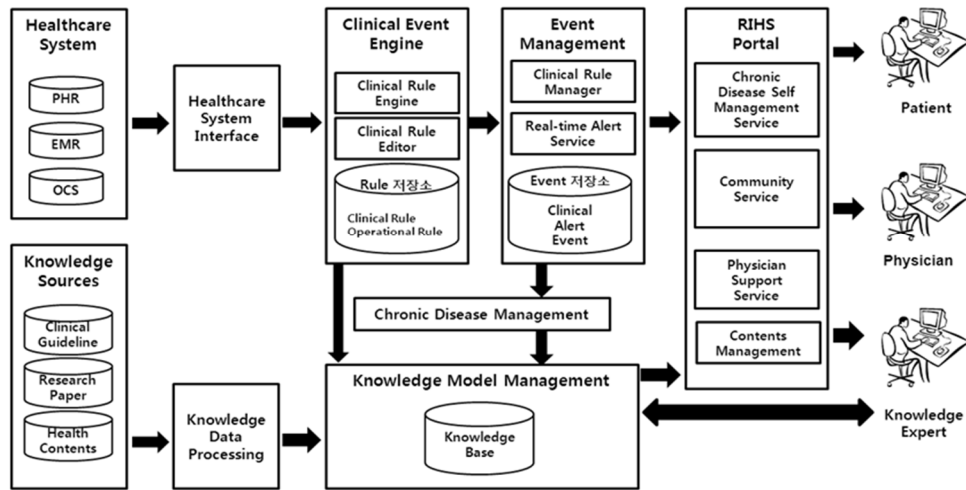 Healthcare
System
PHR
EMR
OCS
Healthcare
System
Interface
Clinical Event
Engine
Clinical Rule
Engine
Clinical Rule
Editor
Rule 저장소
Clinical Rule
Operational Rule
Event
Management
Clinical Rule
Manager
Real-time Alert
Service
Event 저장소
Clinical
Alert
Event
RIHS
Portal
Chronic
Disease Self
Management
Service
Community
Service
Physician
Support
Service
Contents
Management
Patient
Physician
Knowledge
Expert
Knowledge
Sources
Clinical
Guideline
Research
Paper
Health
Contents
Knowledge
Data
Processing
Chronic Disease Management
Knowledge Model Management
Knowledge
Base